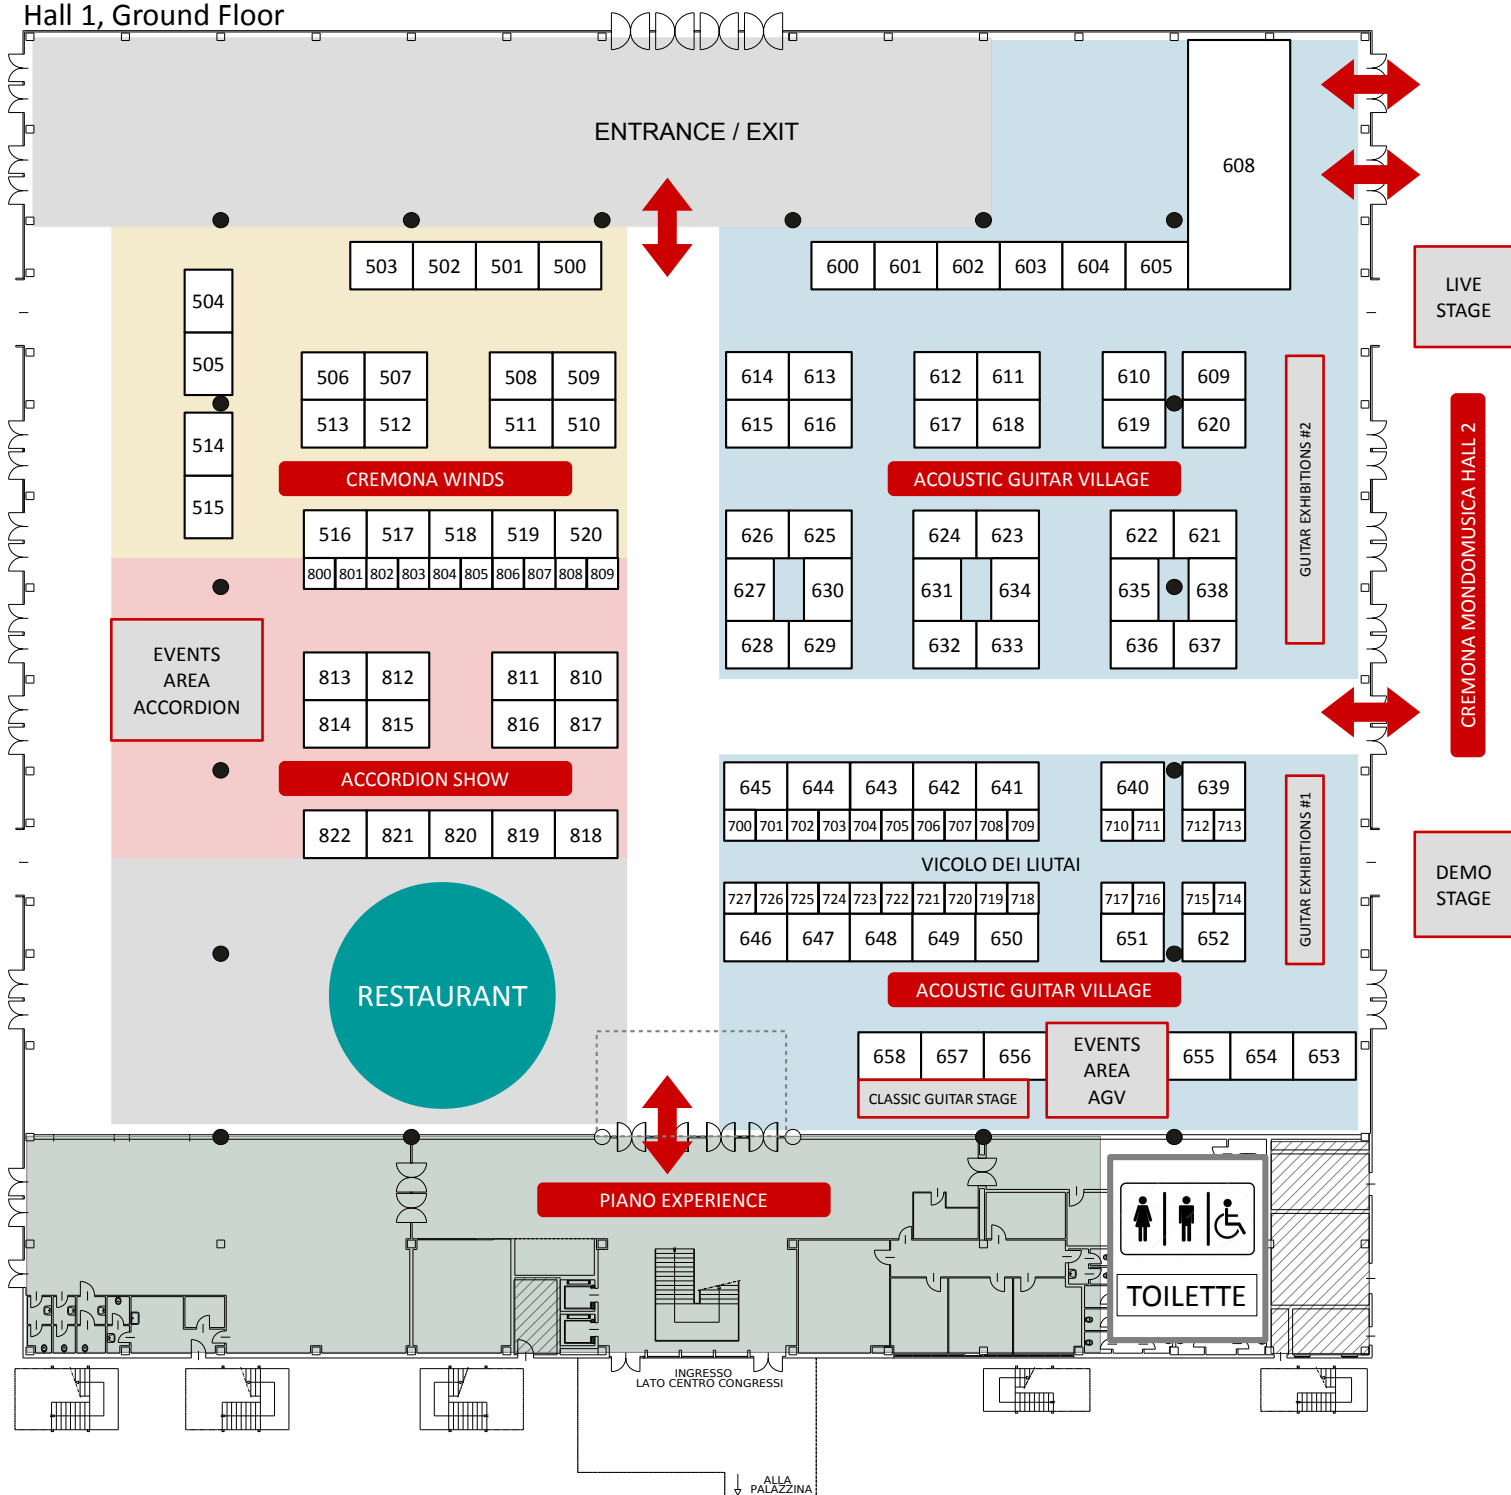 Hall 1, Ground Floor
ENTRANCE / EXIT
608
503 502 501 500
600 601 602 603 604 605
LIVE
STAGE
504
505
506 507 508 509
614 613 612 611 610 609
513 512 511 510
615 616 617 618 619 620
514
515
CREMONA WINDS
ACOUSTIC GUITAR VILLAGE
GUITAR EXHIBITIONS #2
CREMONA MONDOMUSICA HALL 2
516 517 518 519 520
626 625 624 623 622 621
800 801 802 803 804 805 806 807 808 809
627 630 631 634 635 638
628 629 632 633 636 637
EVENTS
AREA
ACCORDION
813 812 811 810
814 815 816 817
ACCORDION SHOW
645 644 643 642 641 640 639
700 701 702 703 704 705 706 707 708 709 710 711 712 713
822 821 820 819 818
VICOLO DEI LIUTAI
GUITAR EXHIBITIONS #1
DEMO
STAGE
727 726 725 724 723 722 721 720 719 718 717 716 715 714
646 647 648 649 650 651 652
RESTAURANT
ACOUSTIC GUITAR VILLAGE
658 657 656
EVENTS
AREA
AGV
655 654 653
CLASSIC GUITAR STAGE
PIANO EXPERIENCE
TOILETTE
INGRESSO
LATO CENTRO CONGRESSI
ALLA
PALAZZINA